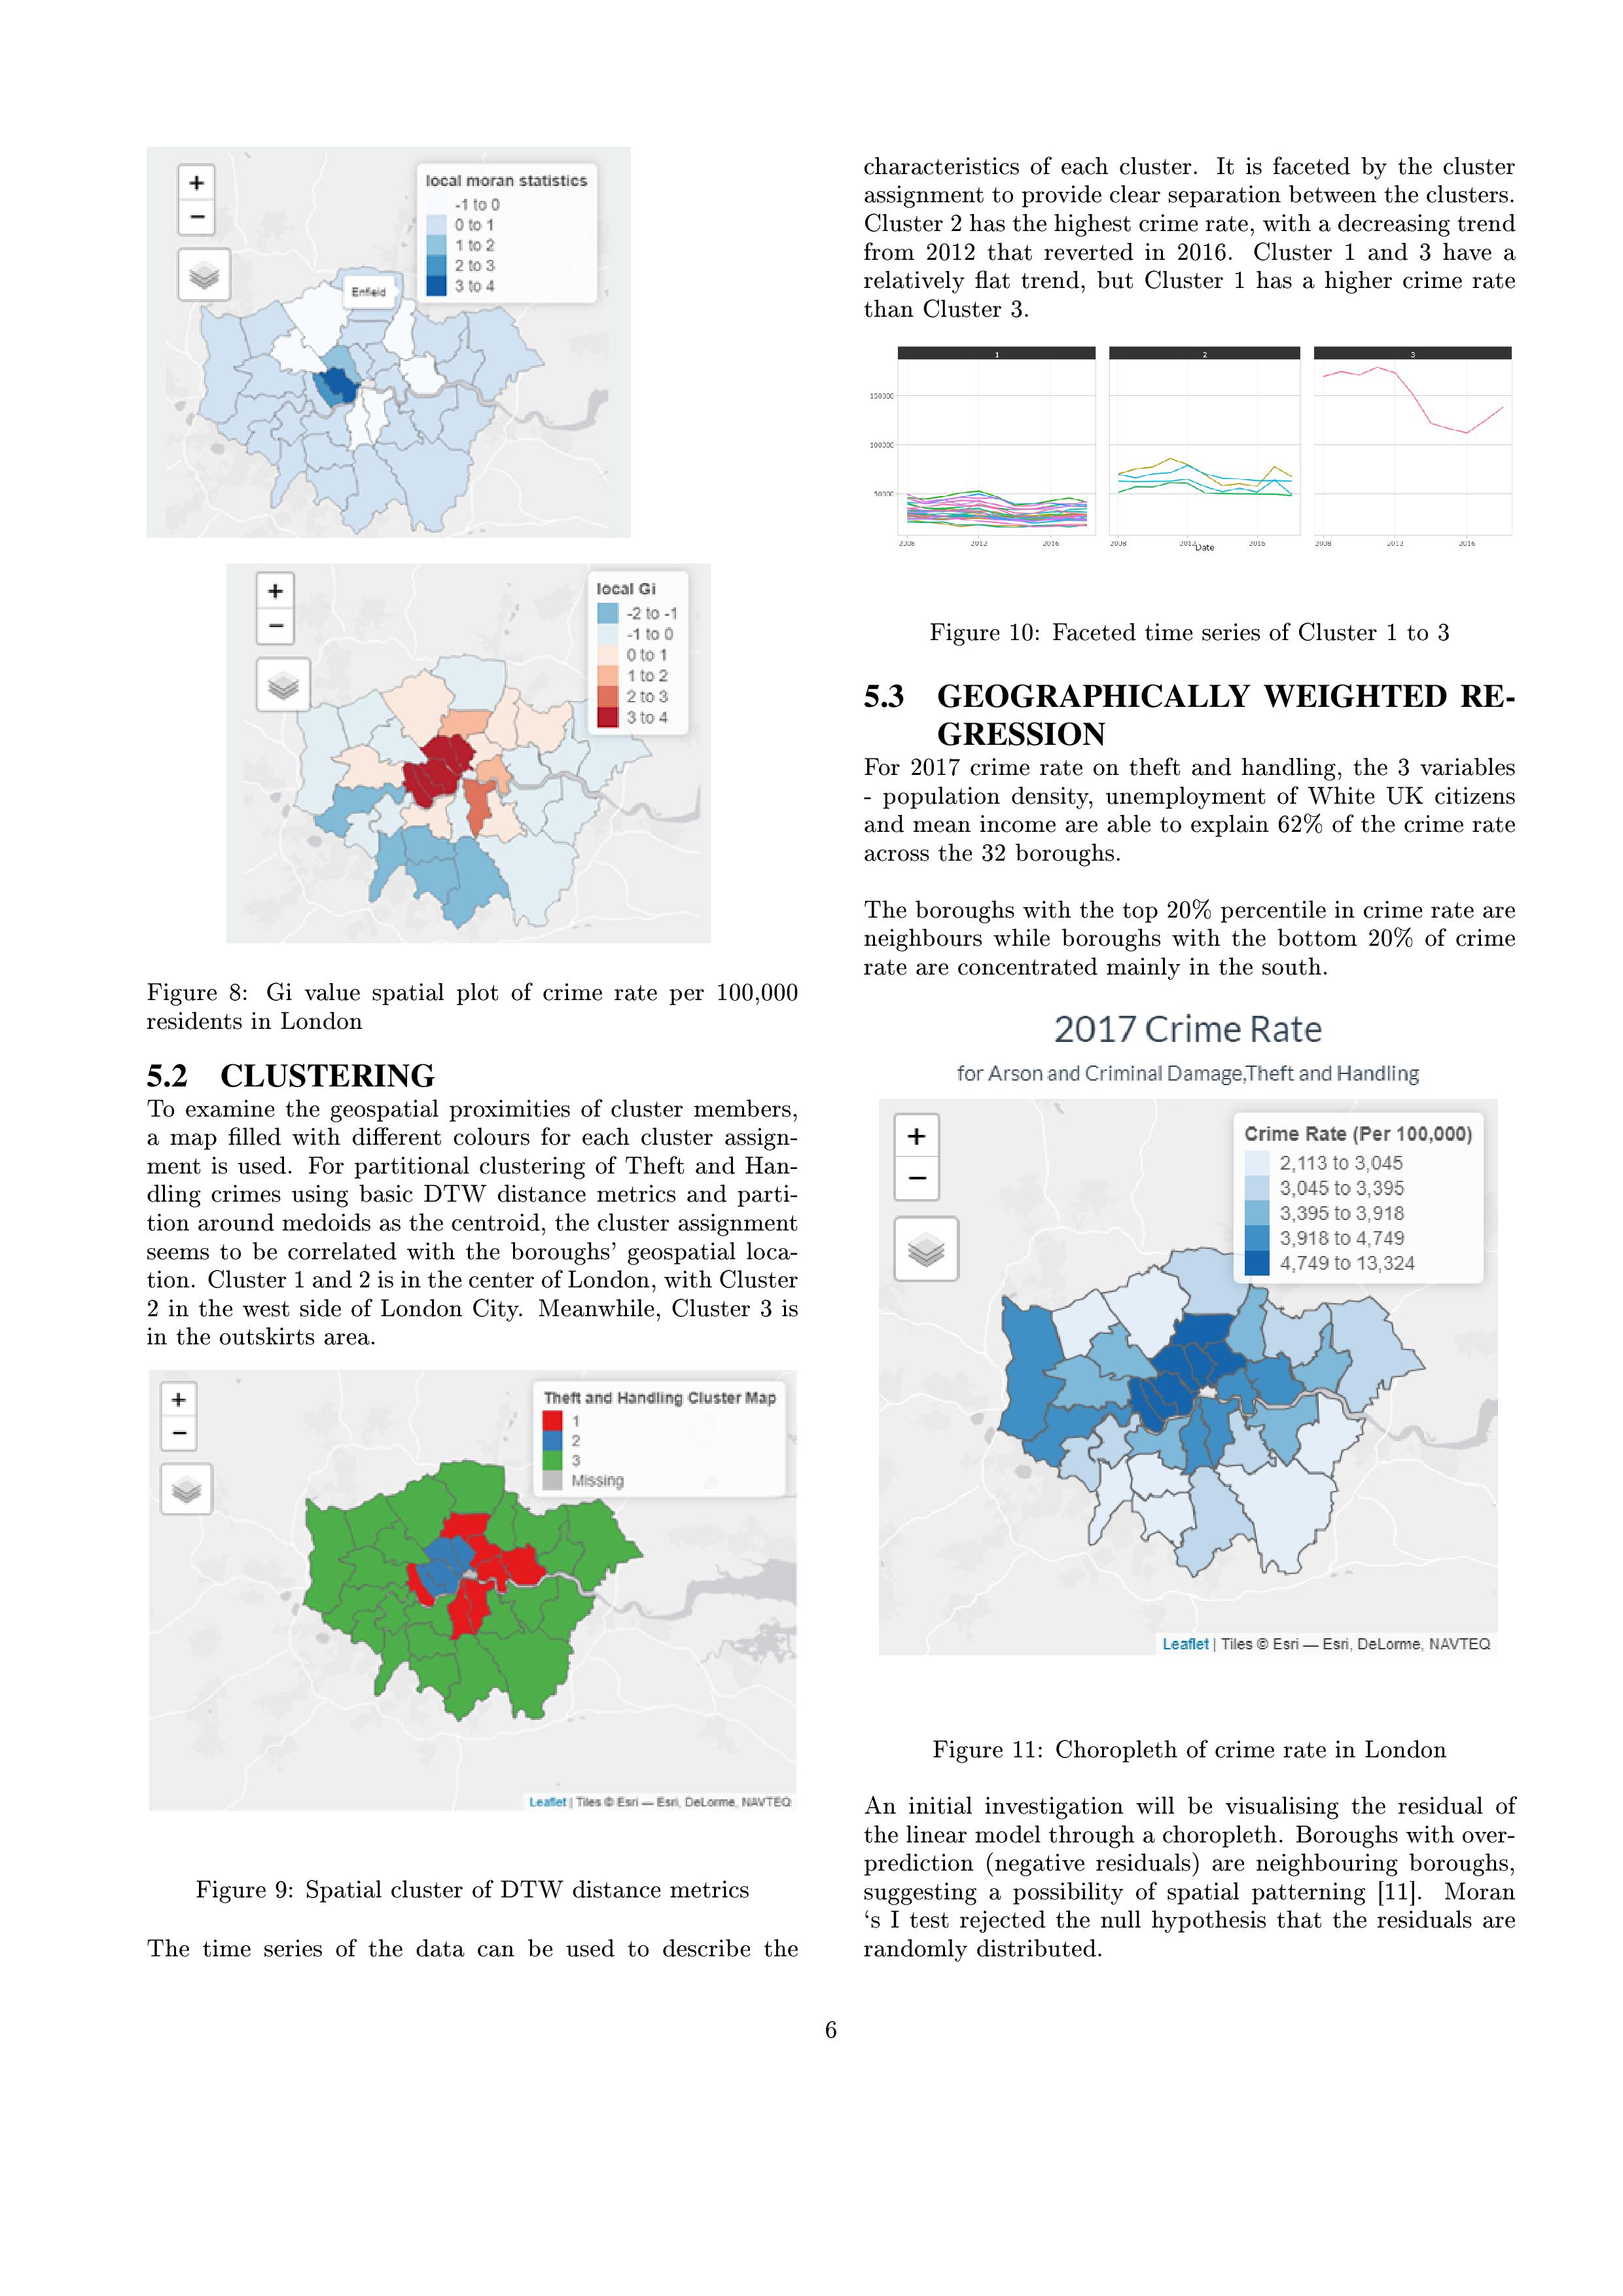 +
−
local moran statistics
-1 to 0
0 to 1
1 to 2
2 to 3
3 to 4
Enfield
+
−
local Gi
-2 to -1
-1 to 0
0 to 1
1 to 2
2 to 3
3 to 4
Figure 8: Gi value spatial plot of crime rate per 100,000
residents in London
5.2 CLUSTERING
To examine the geospatial proximities of cluster members,
a map filled with different colours for each cluster assign-
ment is used. For partitional clustering of Theft and Han-
dling crimes using basic DTW distance metrics and parti-
tion around medoids as the centroid, the cluster assignment
seems to be correlated with the boroughs' geospatial loca-
tion. Cluster 1 and 2 is in the center of London, with Cluster
2 in the west side of London City. Meanwhile, Cluster 3 is
in the outskirts area.
+
−
Theft and Handling Cluster Map
1
2
3
Missing
Leaflet | Tiles © Esri — Esri, DeLorme, NAVTEQ
Figure 9: Spatial cluster of DTW distance metrics
The time series of the data can be used to describe the
characteristics of each cluster. It is faceted by the cluster
assignment to provide clear separation between the clusters.
Cluster 2 has the highest crime rate, with a decreasing trend
from 2012 that reverted in 2016. Cluster 1 and 3 have a
relatively flat trend, but Cluster 1 has a higher crime rate
than Cluster 3.
1 2 3
150000
100000
50000
2008 2012 2016 2008 2012 2016 2008 2012 2016
Date
Figure 10: Faceted time series of Cluster 1 to 3
5.3 GEOGRAPHICALLY WEIGHTED RE-
GRESSION
For 2017 crime rate on theft and handling, the 3 variables
- population density, unemployment of White UK citizens
and mean income are able to explain 62% of the crime rate
across the 32 boroughs.
The boroughs with the top 20% percentile in crime rate are
neighbours while boroughs with the bottom 20% of crime
rate are concentrated mainly in the south.
2017 Crime Rate
for Arson and Criminal Damage,Theft and Handling
+
−
Crime Rate (Per 100,000)
2,113 to 3,045
3,045 to 3,395
3,395 to 3,918
3,918 to 4,749
4,749 to 13,324
Leaflet | Tiles © Esri — Esri, DeLorme, NAVTEQ
Figure 11: Choropleth of crime rate in London
An initial investigation will be visualising the residual of
the linear model through a choropleth. Boroughs with over-
prediction (negative residuals) are neighbouring boroughs,
suggesting a possibility of spatial patterning [11]. Moran
‘s I test rejected the null hypothesis that the residuals are
randomly distributed.
6